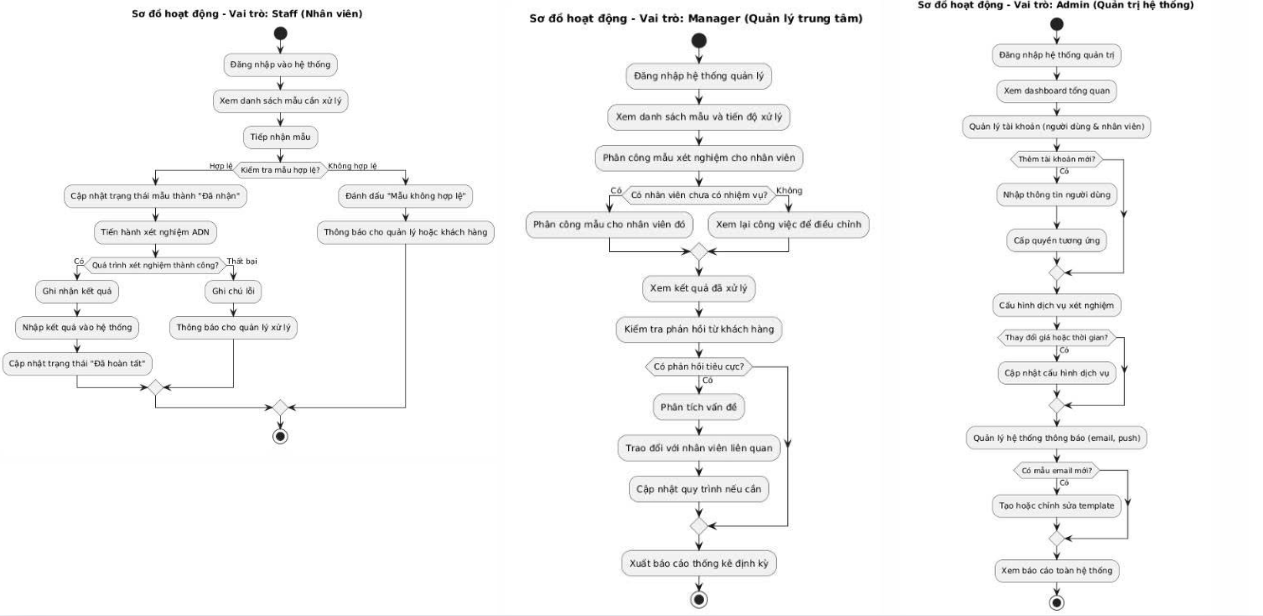 Sơ đồ hoạt động - Vai trò: Staff (Nhân viên)
Đăng nhập vào hệ thống
Xem danh sách mẫu cần xử lý
Tiếp nhận mẫu
Hợp lệ
Kiểm tra mẫu hợp lệ?
Không hợp lệ
Cập nhật trạng thái mẫu thành "Đã nhận"
Đánh dấu "Mẫu không hợp lệ"
Tiến hành xét nghiệm ADN
Thông báo cho quản lý hoặc khách hàng
Có
Quá trình xét nghiệm thành công?
Thất bại
Ghi nhận kết quả
Ghi chú lỗi
Nhập kết quả vào hệ thống
Thông báo cho quản lý xử lý
Cập nhật trạng thái "Đã hoàn tất"
Sơ đồ hoạt động - Vai trò: Manager (Quản lý trung tâm)
Đăng nhập hệ thống quản lý
Xem danh sách mẫu và tiến độ xử lý
Phân công mẫu xét nghiệm cho nhân viên
Có
Có nhân viên chưa có nhiệm vụ?
Không
Phân công mẫu cho nhân viên đó
Xem lại công việc để điều chỉnh
Xem kết quả đã xử lý
Kiểm tra phản hồi từ khách hàng
Có phản hồi tiêu cực?
Có
Phân tích vấn đề
Trao đổi với nhân viên liên quan
Cập nhật quy trình nếu cần
Xuất báo cáo thống kê định kỳ
Sơ đồ hoạt động - Vai trò: Admin (Quản trị hệ thống)
Đăng nhập hệ thống quản trị
Xem dashboard tổng quan
Quản lý tài khoản (người dùng & nhân viên)
Thêm tài khoản mới?
Có
Nhập thông tin người dùng
Cấp quyền tương ứng
Cấu hình dịch vụ xét nghiệm
Thay đổi giá hoặc thời gian?
Có
Cập nhật cấu hình dịch vụ
Quản lý hệ thống thông báo (email, push)
Có mẫu email mới?
Có
Tạo hoặc chỉnh sửa template
Xem báo cáo toàn hệ thống